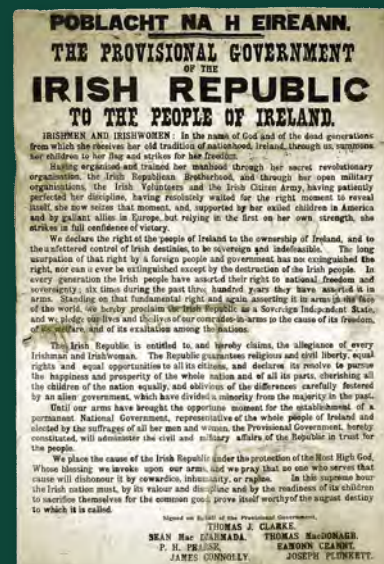 POBLACHT NA H EIREANN.
THE PROVISIONAL GOVERNMENT
OF THE
IRISH REPUBLIC
TO THE PEOPLE OF IRELAND.
IRISHMEN AND IRISHWOMEN: In the name of God and of the dead generations
from which she receives her old tradition of nationhood, Ireland, through us, summons
her children to her flag and strikes for her freedom.
Having organised and trained her manhood through her secret revolutionary
organisation, the Irish Republican Brotherhood, and through her open military
organisations, the Irish Volunteers and the Irish Citizen Army, having patiently
perfected her discipline, having resolutely waited for the right moment to reveal
itself, she now seizes that moment, and, supported by her exiled children in America
and by gallant allies in Europe, but relying in the first on her own strength, she
strikes in full confidence of victory.
We declare the right of the people of Ireland to the ownership of Ireland, and to
the unfettered control of Irish destinies, to be sovereign and indefeasible. The long
usurpation of that right by a foreign people and government has not extinguished the
right, nor can it ever be extinguished except by the destruction of the Irish people. In
every generation the Irish people have asserted their right to national freedom and
sovereignty; six times during the past three hundred years they have asserted it in
arms. Standing on that fundamental right and again asserting it in arms in the face
of the world, we hereby proclaim the Irish Republic as a Sovereign Independent State,
and we pledge our lives and the lives of our comrades-in-arms to the cause of its freedom,
of its welfare, and of its exaltation among the nations.
The Irish Republic is entitled to, and hereby claims, the allegiance of every
Irishman and Irishwoman. The Republic guarantees religious and civil liberty, equal
rights and equal opportunities to all its citizens, and declares its resolve to pursue
the happiness and prosperity of the whole nation and of all its parts, cherishing all
the children of the nation equally, and oblivious of the differences carefully fostered
by an alien government, which have divided a minority from the majority in the past.
Until our arms have brought the opportune moment for the establishment of a
permanent National Government, representative of the whole people of Ireland and
elected by the suffrages of all her men and women, the Provisional Government, hereby
constituted, will administer the civil and military affairs of the Republic in trust for
the people.
We place the cause of the Irish Republic under the protection of the Most High God,
Whose blessing we invoke upon our arms, and we pray that no one who serves that
cause will dishonour it by cowardice, inhumanity, or rapine. In this supreme hour
the Irish nation must, by its valour and discipline and by the readiness of its children
to sacrifice themselves for the common good, prove itself worthy of the august destiny
to which it is called.
Signed on Behalf of the Provisional Government,
THOMAS J. CLARKE.
SEAN Mac DIARMADA. THOMAS MacDONAGH.
P. H. PEARSE. EAMONN CEANNT.
JAMES CONNOLLY. JOSEPH PLUNKETT.